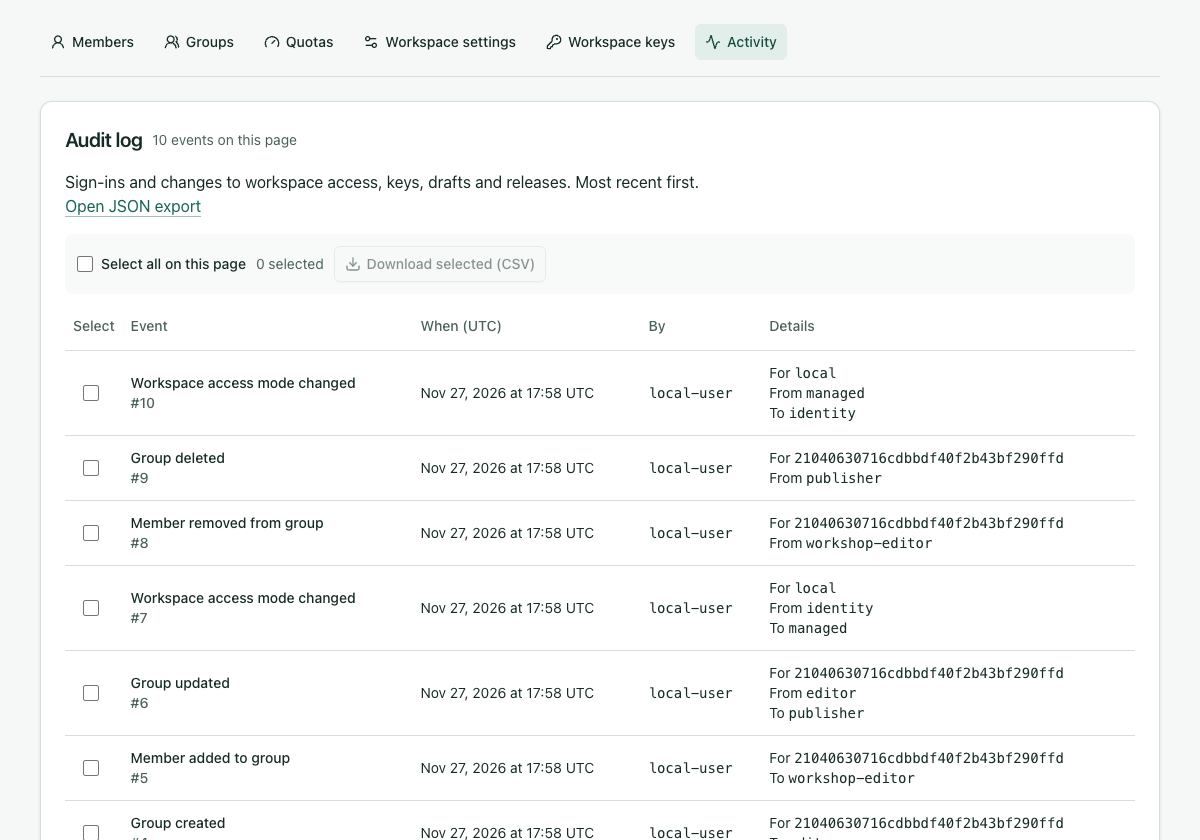 Members Groups Quotas Workspace settings Workspace keys Activity
Audit log 10 events on this page
Sign-ins and changes to workspace access, keys, drafts and releases. Most recent first.
Open JSON export
Select all on this page 0 selected Download selected (CSV)
Select Event When (UTC) By Details
Workspace access mode changed
#10
Nov 27, 2026 at 17:58 UTC
local-user
For local
From managed
To identity
Group deleted
#9
Nov 27, 2026 at 17:58 UTC
local-user
For 21040630716cdbbdf40f2b43bf290ffd
From publisher
Member removed from group
#8
Nov 27, 2026 at 17:58 UTC
local-user
For 21040630716cdbbdf40f2b43bf290ffd
From workshop-editor
Workspace access mode changed
#7
Nov 27, 2026 at 17:58 UTC
local-user
For local
From identity
To managed
Group updated
#6
Nov 27, 2026 at 17:58 UTC
local-user
For 21040630716cdbbdf40f2b43bf290ffd
From editor
To publisher
Member added to group
#5
Nov 27, 2026 at 17:58 UTC
local-user
For 21040630716cdbbdf40f2b43bf290ffd
To workshop-editor
Group created
Nov 27, 2026 at 17:58 UTC
local-user
For 21040630716cdbbdf40f2b43bf290ffd